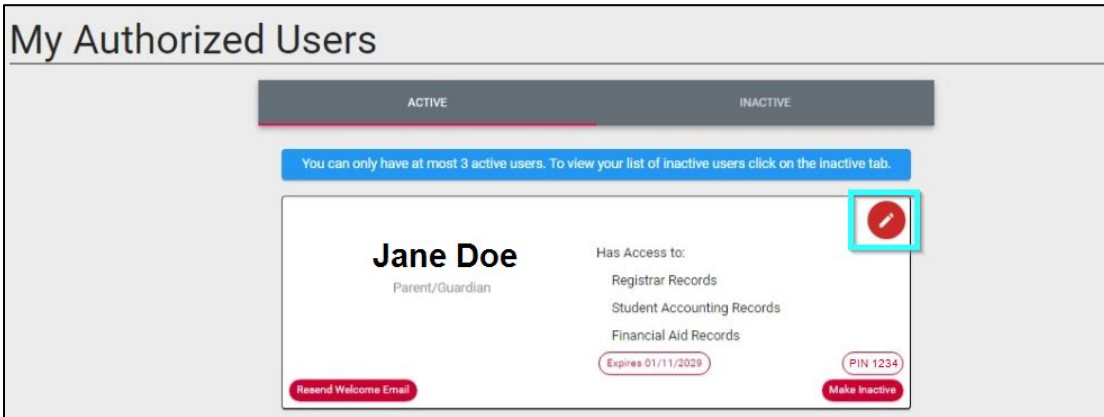 My Authorized Users
ACTIVE
INACTIVE
You can only have at most 3 active users. To view your list of inactive users click on the inactive tab.
Jane Doe
Parent/Guardian
Has Access to:
Registrar Records
Student Accounting Records
Financial Aid Records
Expires 01/11/2029
PIN 1234
Resend Welcome Email
Make Inactive